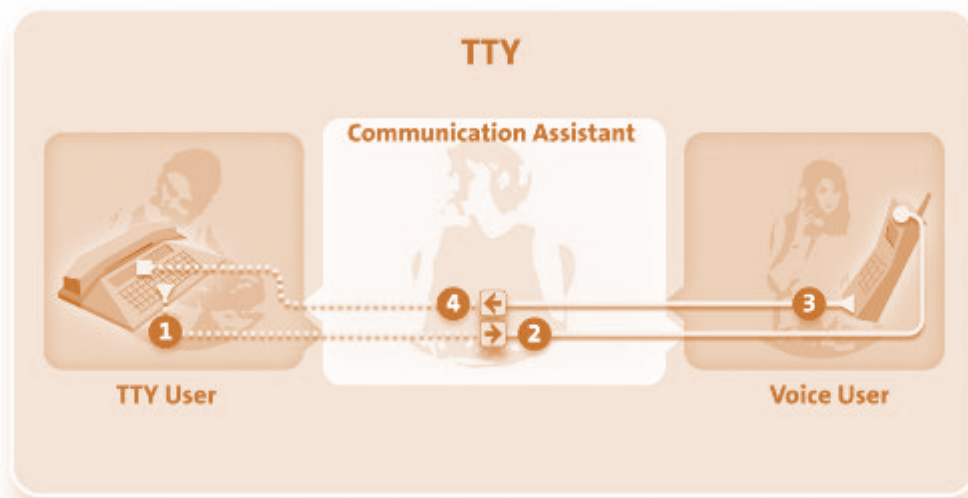 TTY
Communication Assistant
4
3
1
2
TTY User
Voice User